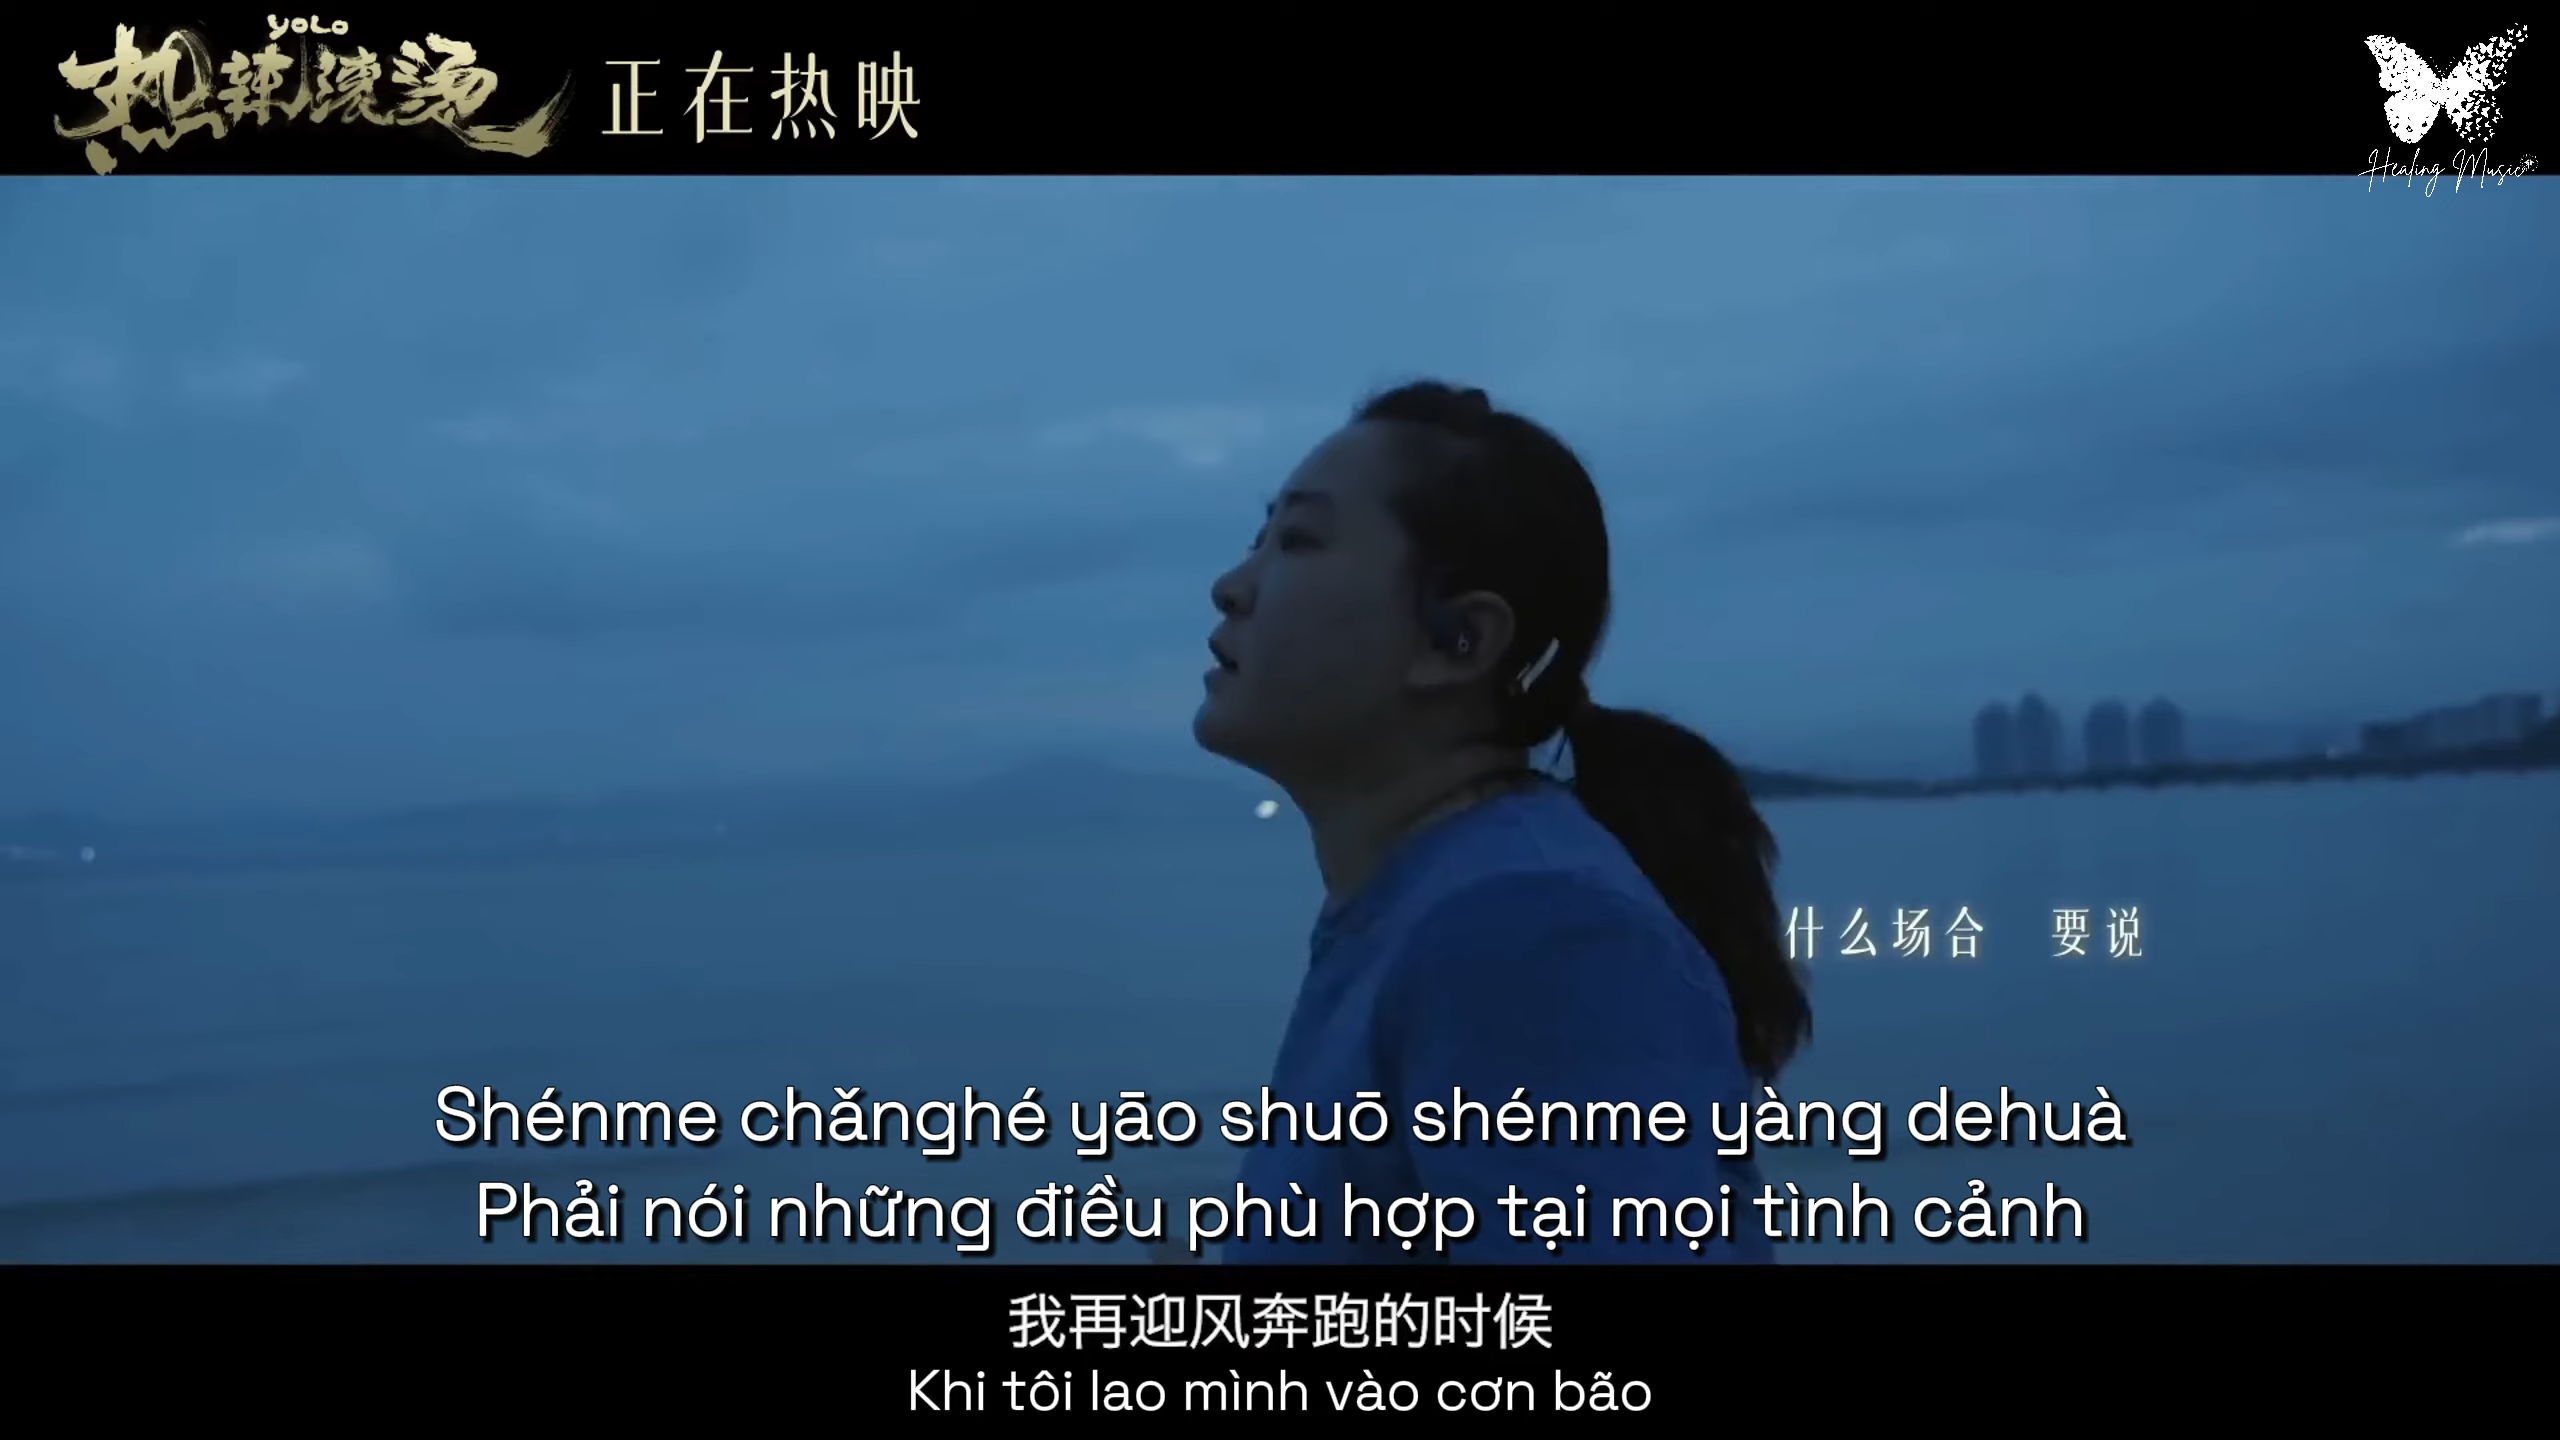 YOLO
热辣滚烫 正在热映
Healing Music
什么场合 要说
Shénme chǎnghé yāo shuō shénme yàng dehuà
Phải nói những điều phù hợp tại mọi tình cảnh
我再迎风奔跑的时候
Khi tôi lao mình vào cơn bão